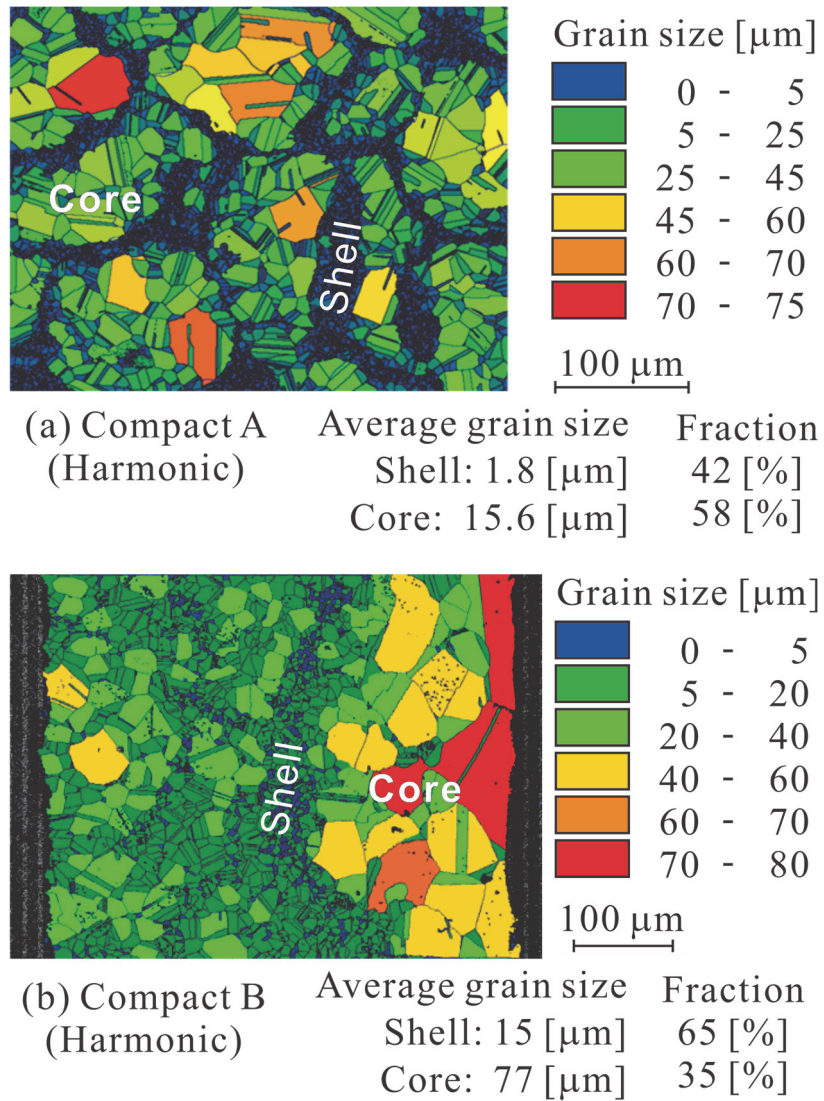 Grain size [μm]
0 - 5
5 - 25
25 - 45
45 - 60
60 - 70
70 - 75
Core
Shell
100 μm
(a) Compact A
(Harmonic)
Average grain size Fraction
Shell: 1.8 [μm] 42 [%]
Core: 15.6 [μm] 58 [%]
Grain size [μm]
0 - 5
5 - 20
20 - 40
40 - 60
60 - 70
70 - 80
Shell
Core
100 μm
(b) Compact B
(Harmonic)
Average grain size Fraction
Shell: 15 [μm] 65 [%]
Core: 77 [μm] 35 [%]